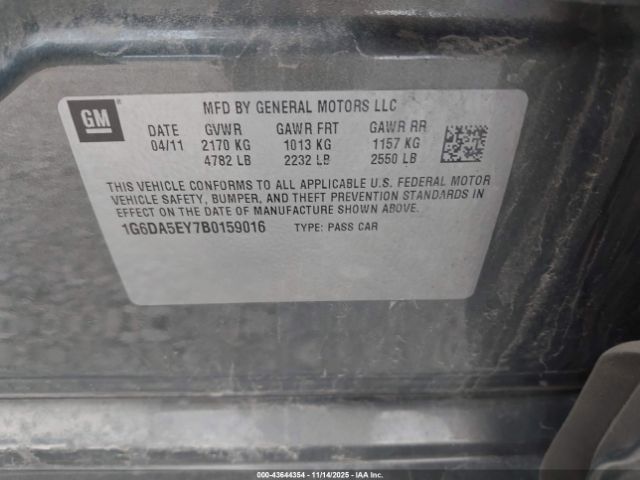 GM
MFD BY GENERAL MOTORS LLC
DATE GVWR GAWR FRT GAWR RR
04/11 2170 KG 1013 KG 1157 KG
4782 LB 2232 LB 2550 LB
THIS VEHICLE CONFORMS TO ALL APPLICABLE U.S. FEDERAL MOTOR
VEHICLE SAFETY, BUMPER, AND THEFT PREVENTION STANDARDS IN
EFFECT ON THE DATE OF MANUFACTURE SHOWN ABOVE.
1G6DA5EY7B0159016 TYPE: PASS CAR
000-43644354 | 11/14/2025 | IAA Inc.